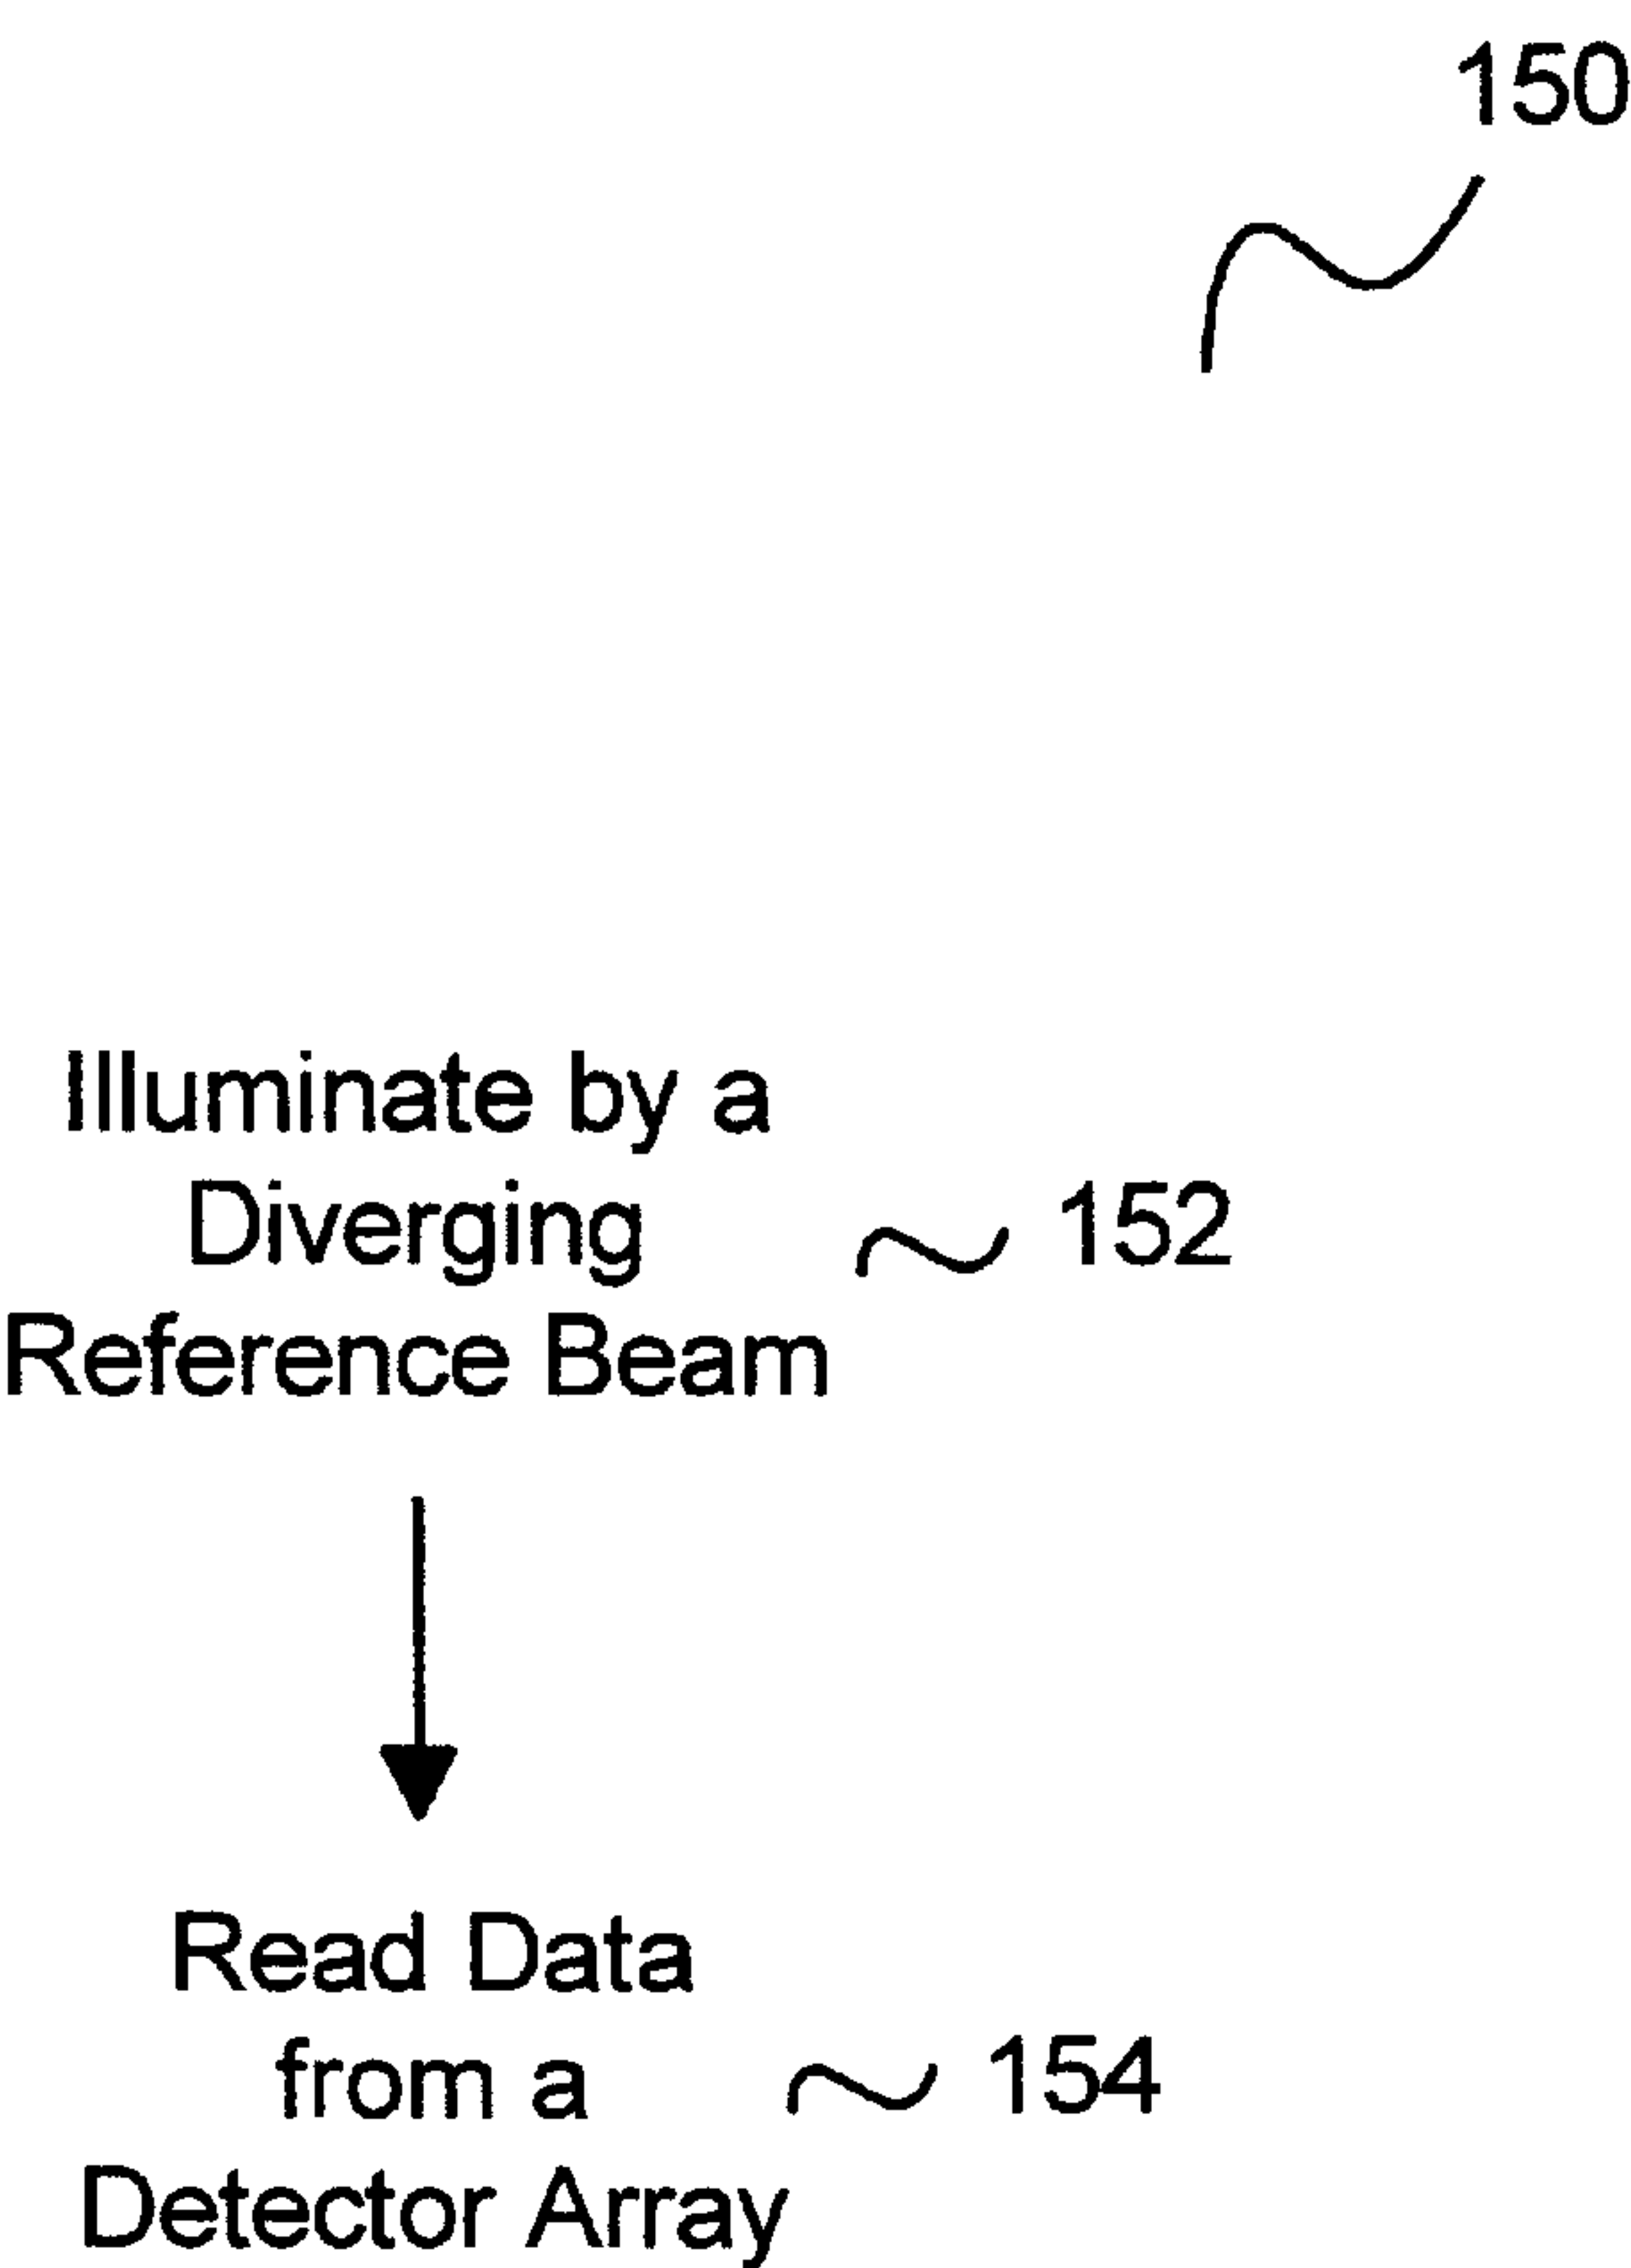 150
Illuminate by a
Diverging
152
Reference Beam
Read Data
from a
154
Detector Array